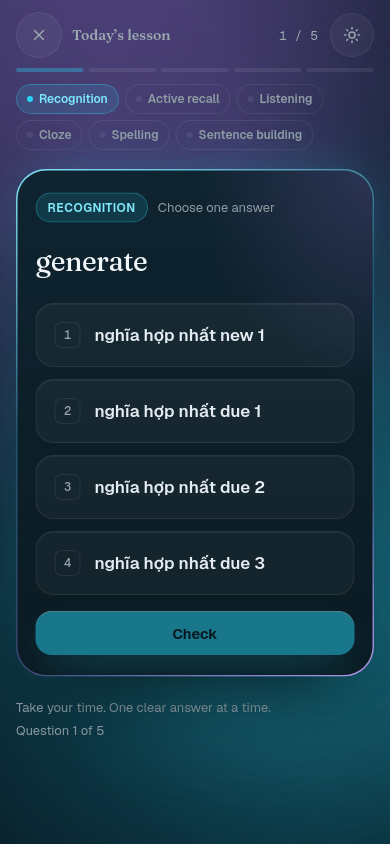 Today's lesson
1 / 5
Recognition
Active recall
Listening
Cloze
Spelling
Sentence building
RECOGNITION
Choose one answer
generate
1 nghĩa hợp nhất new 1
2 nghĩa hợp nhất due 1
3 nghĩa hợp nhất due 2
4 nghĩa hợp nhất due 3
Check
Take your time. One clear answer at a time.
Question 1 of 5